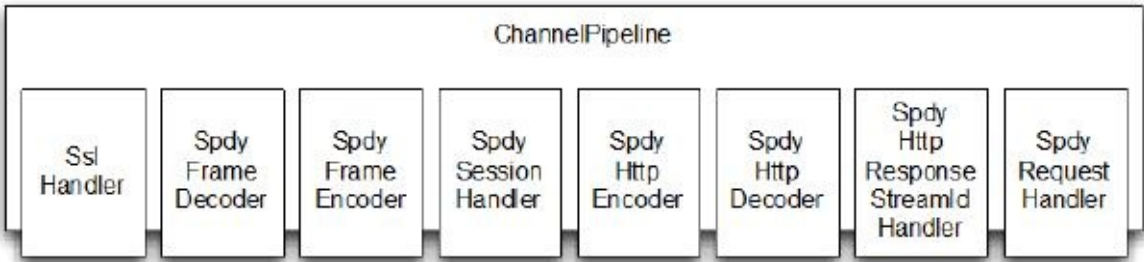 ChannelPipeline
Ssl
Handler
Spdy
Frame
Decoder
Spdy
Frame
Encoder
Spdy
Session
Handler
Spdy
Http
Encoder
Spdy
Http
Decoder
Spdy
Http
Response
StreamId
Handler
Spdy
Request
Handler